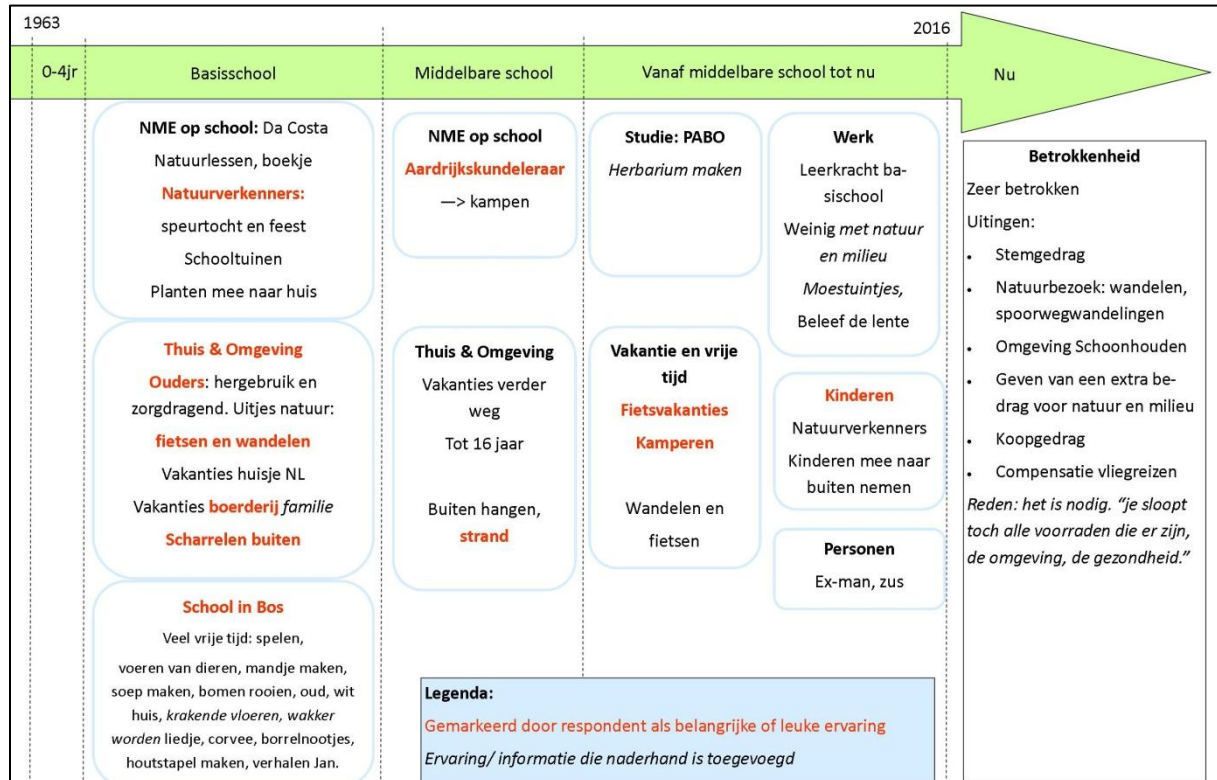 1963
2016
0-4jr
Basisschool
Middelbare school
Vanaf middelbare school tot nu
Nu
NME op school: Da Costa
Natuurlessen, boekje
Natuurverkenners:
speurtocht en feest
Schooltuinen
Planten mee naar huis
Thuis & Omgeving
Ouders: hergebruik en
zorgdragend. Uitjes natuur:
fietsen en wandelen
Vakanties huisje NL
Vakanties boerderij familie
Scharrelen buiten
School in Bos
Veel vrije tijd: spelen,
voeren van dieren, mandje maken,
soep maken, bomen rooien, oud, wit
huis, krakende vloeren, wakker
worden liedje, corvee, borrelnootjes,
houtstapel maken, verhalen Jan.
NME op school
Aardrijkskundeleraar
—> kampen
Thuis & Omgeving
Vakanties verder
weg
Tot 16 jaar
Buiten hangen,
strand
Studie: PABO
Herbarium maken
Vakantie en vrije
tijd
Fietsvakanties
Kamperen
Wandelen en
fietsen
Werk
Leerkracht ba-
sischool
Weinig met natuur
en milieu
Moestuintjes,
Beleef de lente
Kinderen
Natuurverkenners
Kinderen mee naar
buiten nemen
Personen
Ex-man, zus
Betrokkenheid
Zeer betrokken
Uitingen:
• Stemgedrag
• Natuurbezoek: wandelen,
spoorwegwandelingen
• Omgeving Schoonhouden
• Geven van een extra be-
drag voor natuur en milieu
• Koopgedrag
• Compensatie vliegreizen
Reden: het is nodig. “je sloopt
toch alle voorraden die er zijn,
de omgeving, de gezondheid.”
Legenda:
Gemarkeerd door respondent als belangrijke of leuke ervaring
Ervaring/ informatie die naderhand is toegevoegd